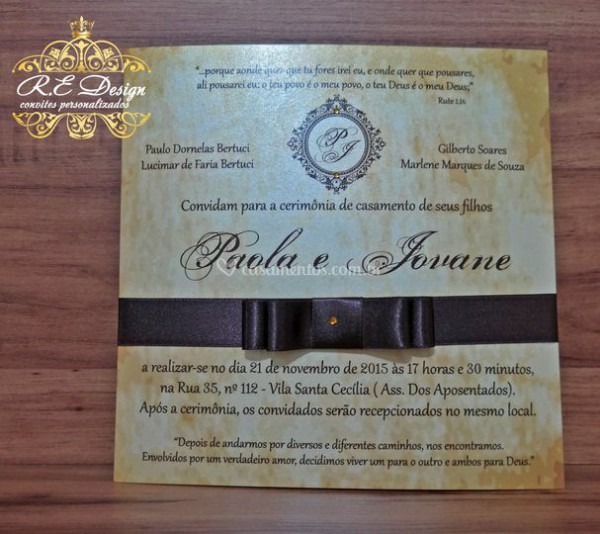 R.E Design
convites personalizados
"...porque aonde quer que tu fores irei eu, e onde quer que pousares,
ali pousarei eu; o teu povo é o meu povo, o teu Deus é o meu Deus;"
Rute 1.16
Paulo Dornelas Bertuci
Lucimar de Faria Bertuci
P J
Gilberto Soares
Marlene Marques de Souza
Convidam para a cerimônia de casamento de seus filhos
Paola e Jovane
casamentos.com.br
a realizar-se no dia 21 de novembro de 2015 às 17 horas e 30 minutos,
na Rua 35, nº 112 - Vila Santa Cecília ( Ass. Dos Aposentados).
Após a cerimônia, os convidados serão recepcionados no mesmo local.
"Depois de andarmos por diversos e diferentes caminhos, nos encontramos.
Envolvidos por um verdadeiro amor, decidimos viver um para o outro e ambos para Deus."